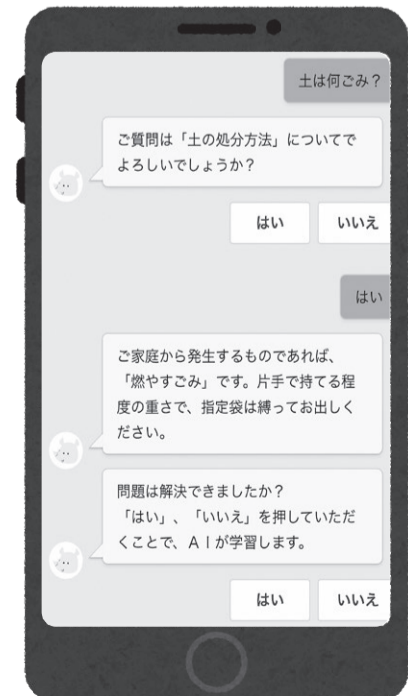 土は何ごみ？
ご質問は「土の処分方法」についてで
よろしいでしょうか？
はい
いいえ
はい
ご家庭から発生するものであれば、
「燃やすごみ」です。片手で持てる程
度の重さで、指定袋は縛ってお出しく
ださい。
問題は解決できましたか？
「はい」、「いいえ」を押していただ
くことで、ＡＩが学習します。
はい
いいえ